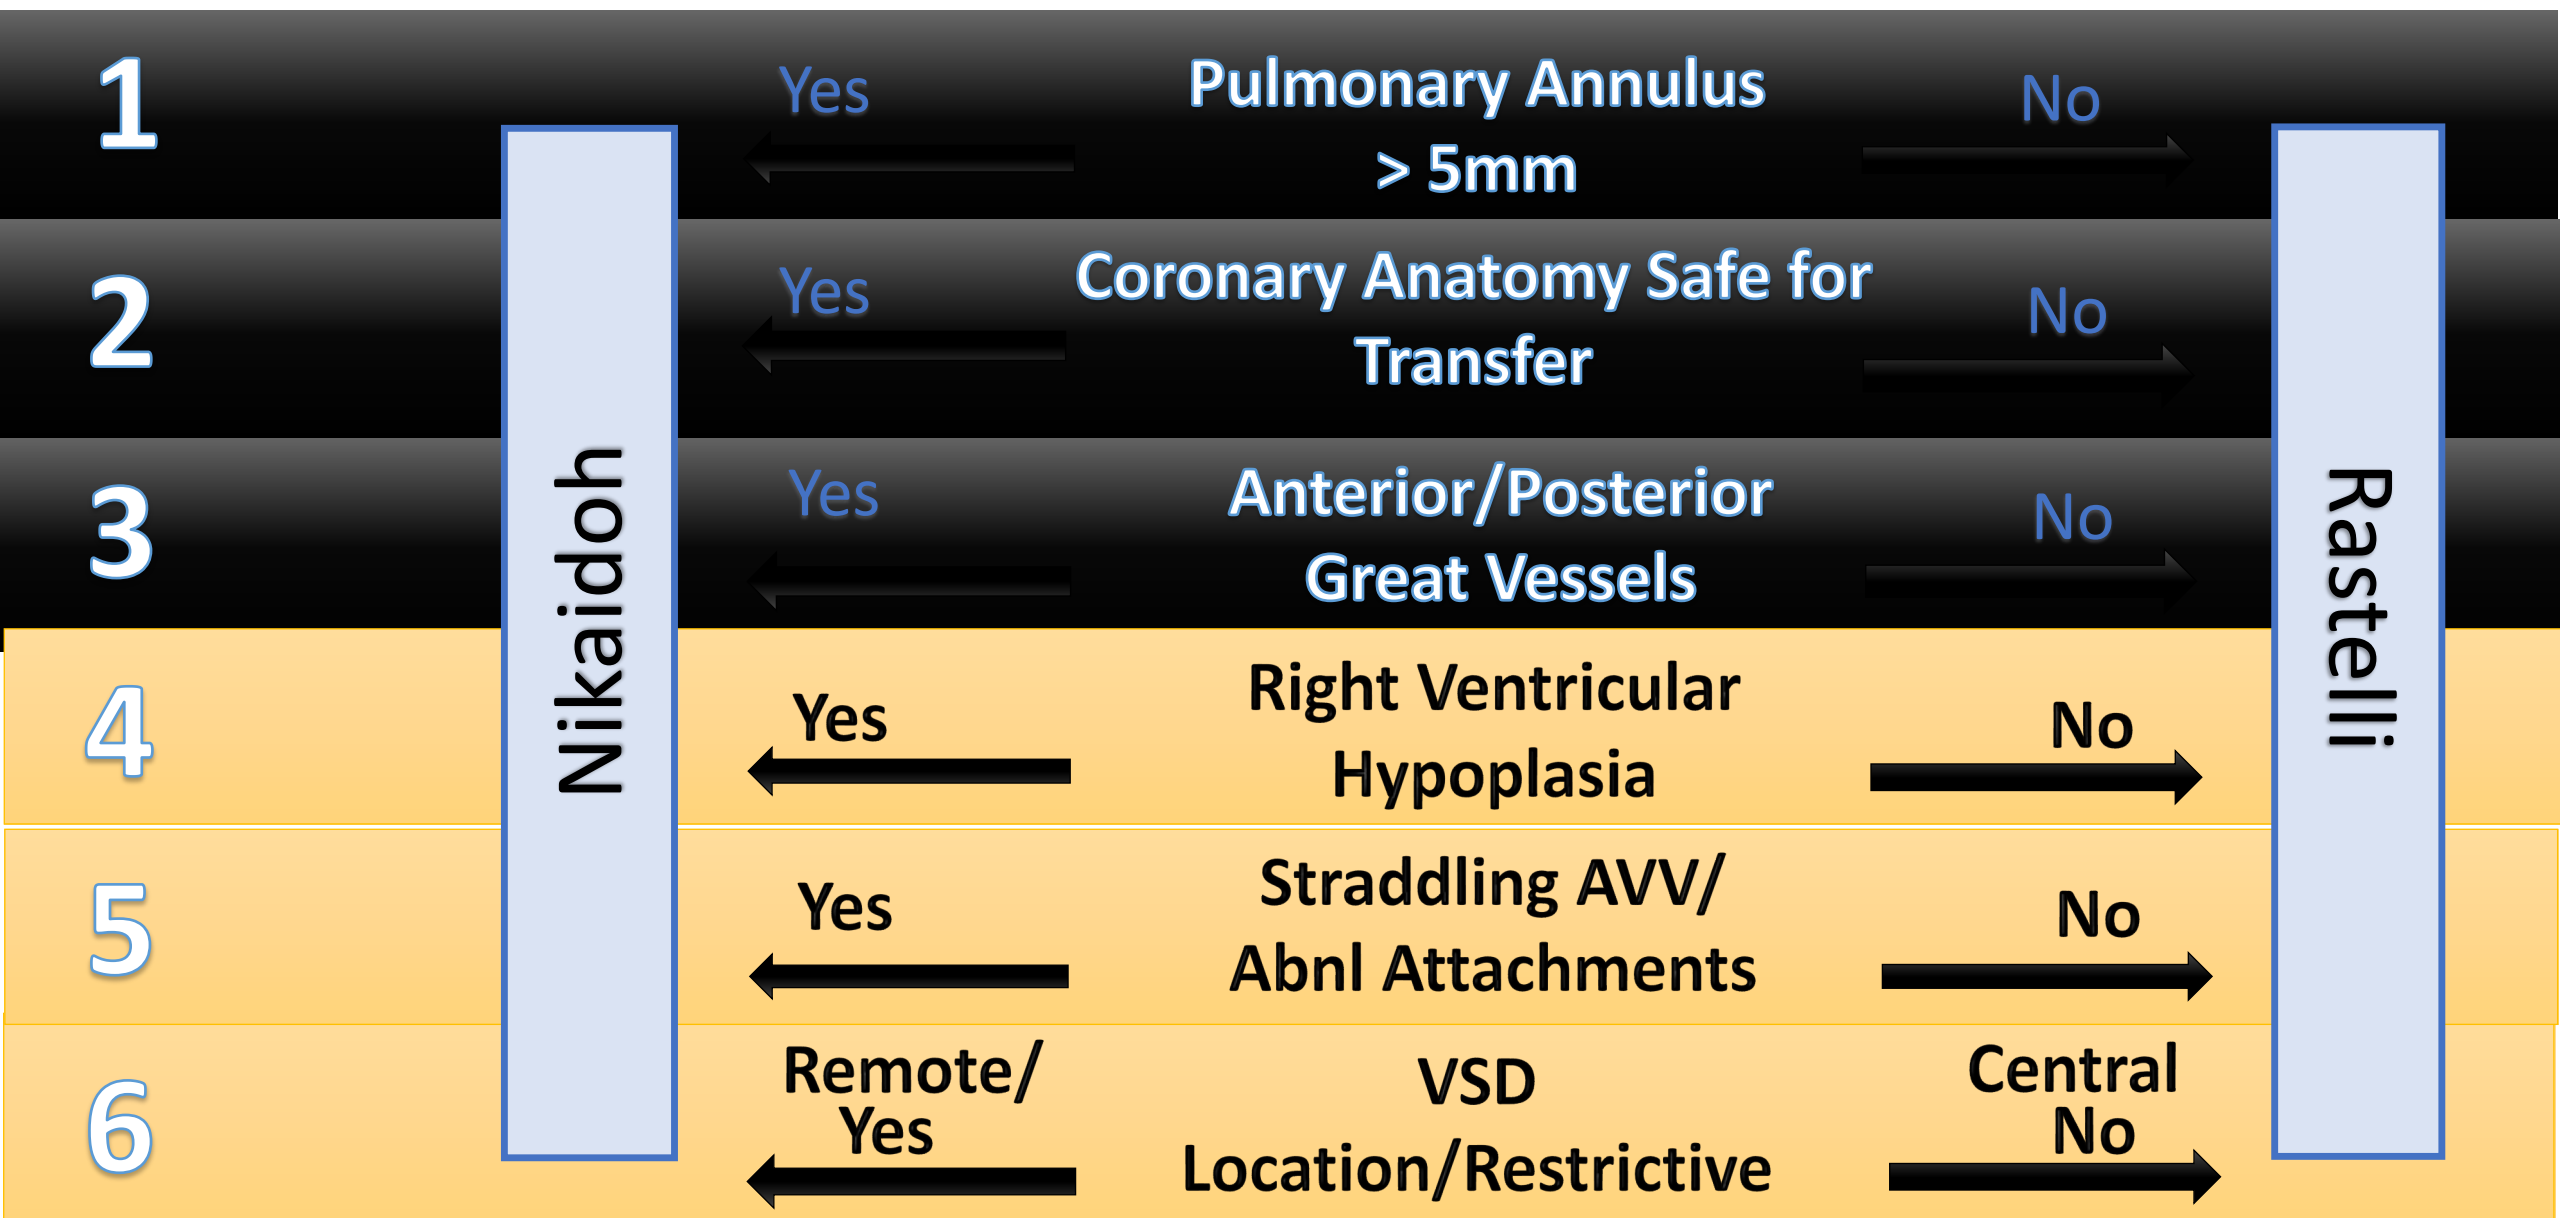 1
Yes
Pulmonary Annulus
> 5mm
No
2
Yes
Coronary Anatomy Safe for
Transfer
No
3
Yes
Anterior/Posterior
Great Vessels
No
Nikaidoh
Rastelli
4
Yes
Right Ventricular
Hypoplasia
No
5
Yes
Straddling AVV/
Abnl Attachments
No
6
Remote/
Yes
VSD
Location/Restrictive
Central
No